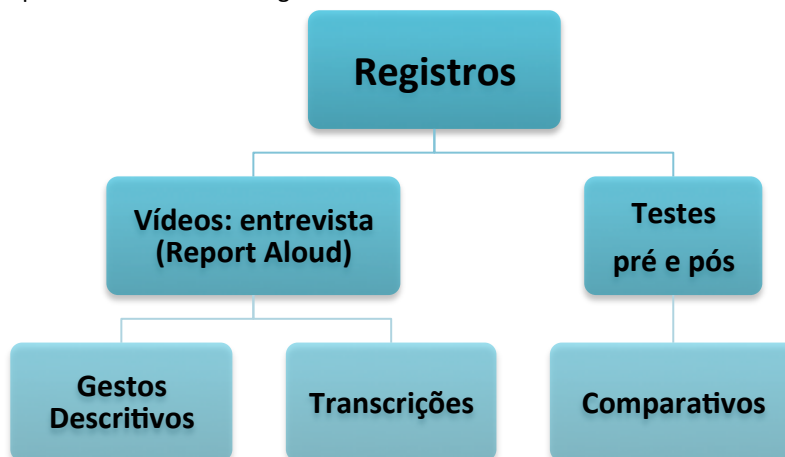 Registros
Vídeos: entrevista
(Report Aloud)
Testes
pré e pós
Gestos
Descritivos
Transcrições
Comparativos